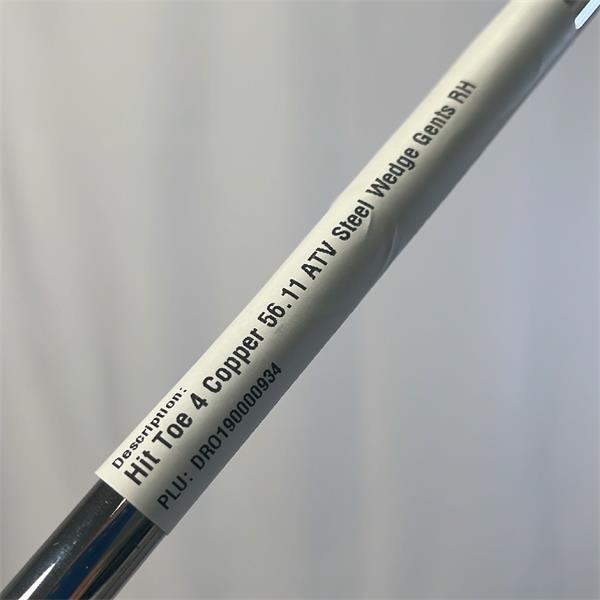 Description:
Hit Toe 4 Copper 56.11 ATV Steel Wedge Gents RH
PLU: DRO190000934